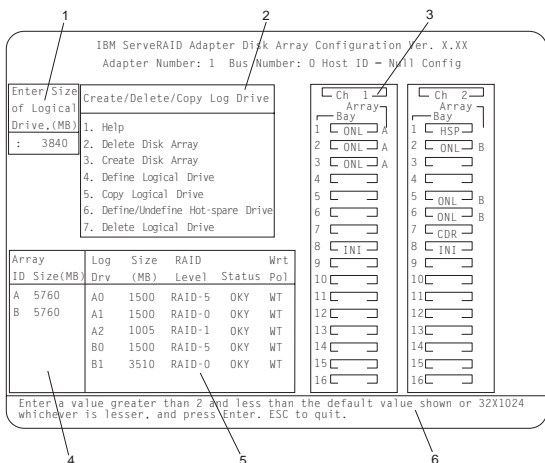 1
2
3
IBM ServeRAID Adapter Disk Array Configuration Ver. X.XX
Adapter Number: 1 Bus Number: 0 Host ID - Null Config
Enter Size
of Logical
Drive.(MB)
: 3840
Create/Delete/Copy Log Drive
1. Help
2. Delete Disk Array
3. Create Disk Array
4. Define Logical Drive
5. Copy Logical Drive
6. Define/Undefine Hot-spare Drive
7. Delete Logical Drive
Ch 1
Array
Bay
1 ONL A
2 ONL A
3 ONL A
4
5
6
7
8 INI
9
10
11
12
13
14
15
16
Ch 2
Array
Bay
1 HSP
2 ONL B
3
4
5 ONL B
6 ONL B
7 CDR
8 INI
9
10
11
12
13
14
15
16
Array
ID Size(MB)
A 5760
B 5760
Log Size RAID Wrt
Drv (MB) Level Status Pol
A0 1500 RAID-5 OKY WT
A1 1500 RAID-0 OKY WT
A2 1005 RAID-1 OKY WT
B0 1500 RAID-5 OKY WT
B1 3510 RAID-0 OKY WT
Enter a value greater than 2 and less than the default value shown or 32X1024
whichever is lesser, and press Enter. ESC to quit.
4
5
6